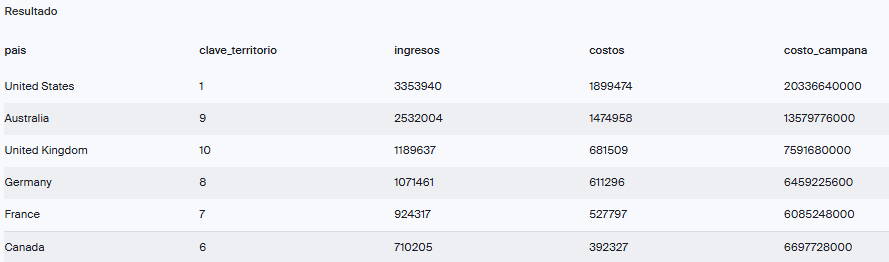 Resultado
pais clave_territorio ingresos costos costo_campana
United States 1 3353940 1899474 20336640000
Australia 9 2532004 1474958 13579776000
United Kingdom 10 1189637 681509 7591680000
Germany 8 1071461 611296 6459225600
France 7 924317 527797 6085248000
Canada 6 710205 392327 6697728000